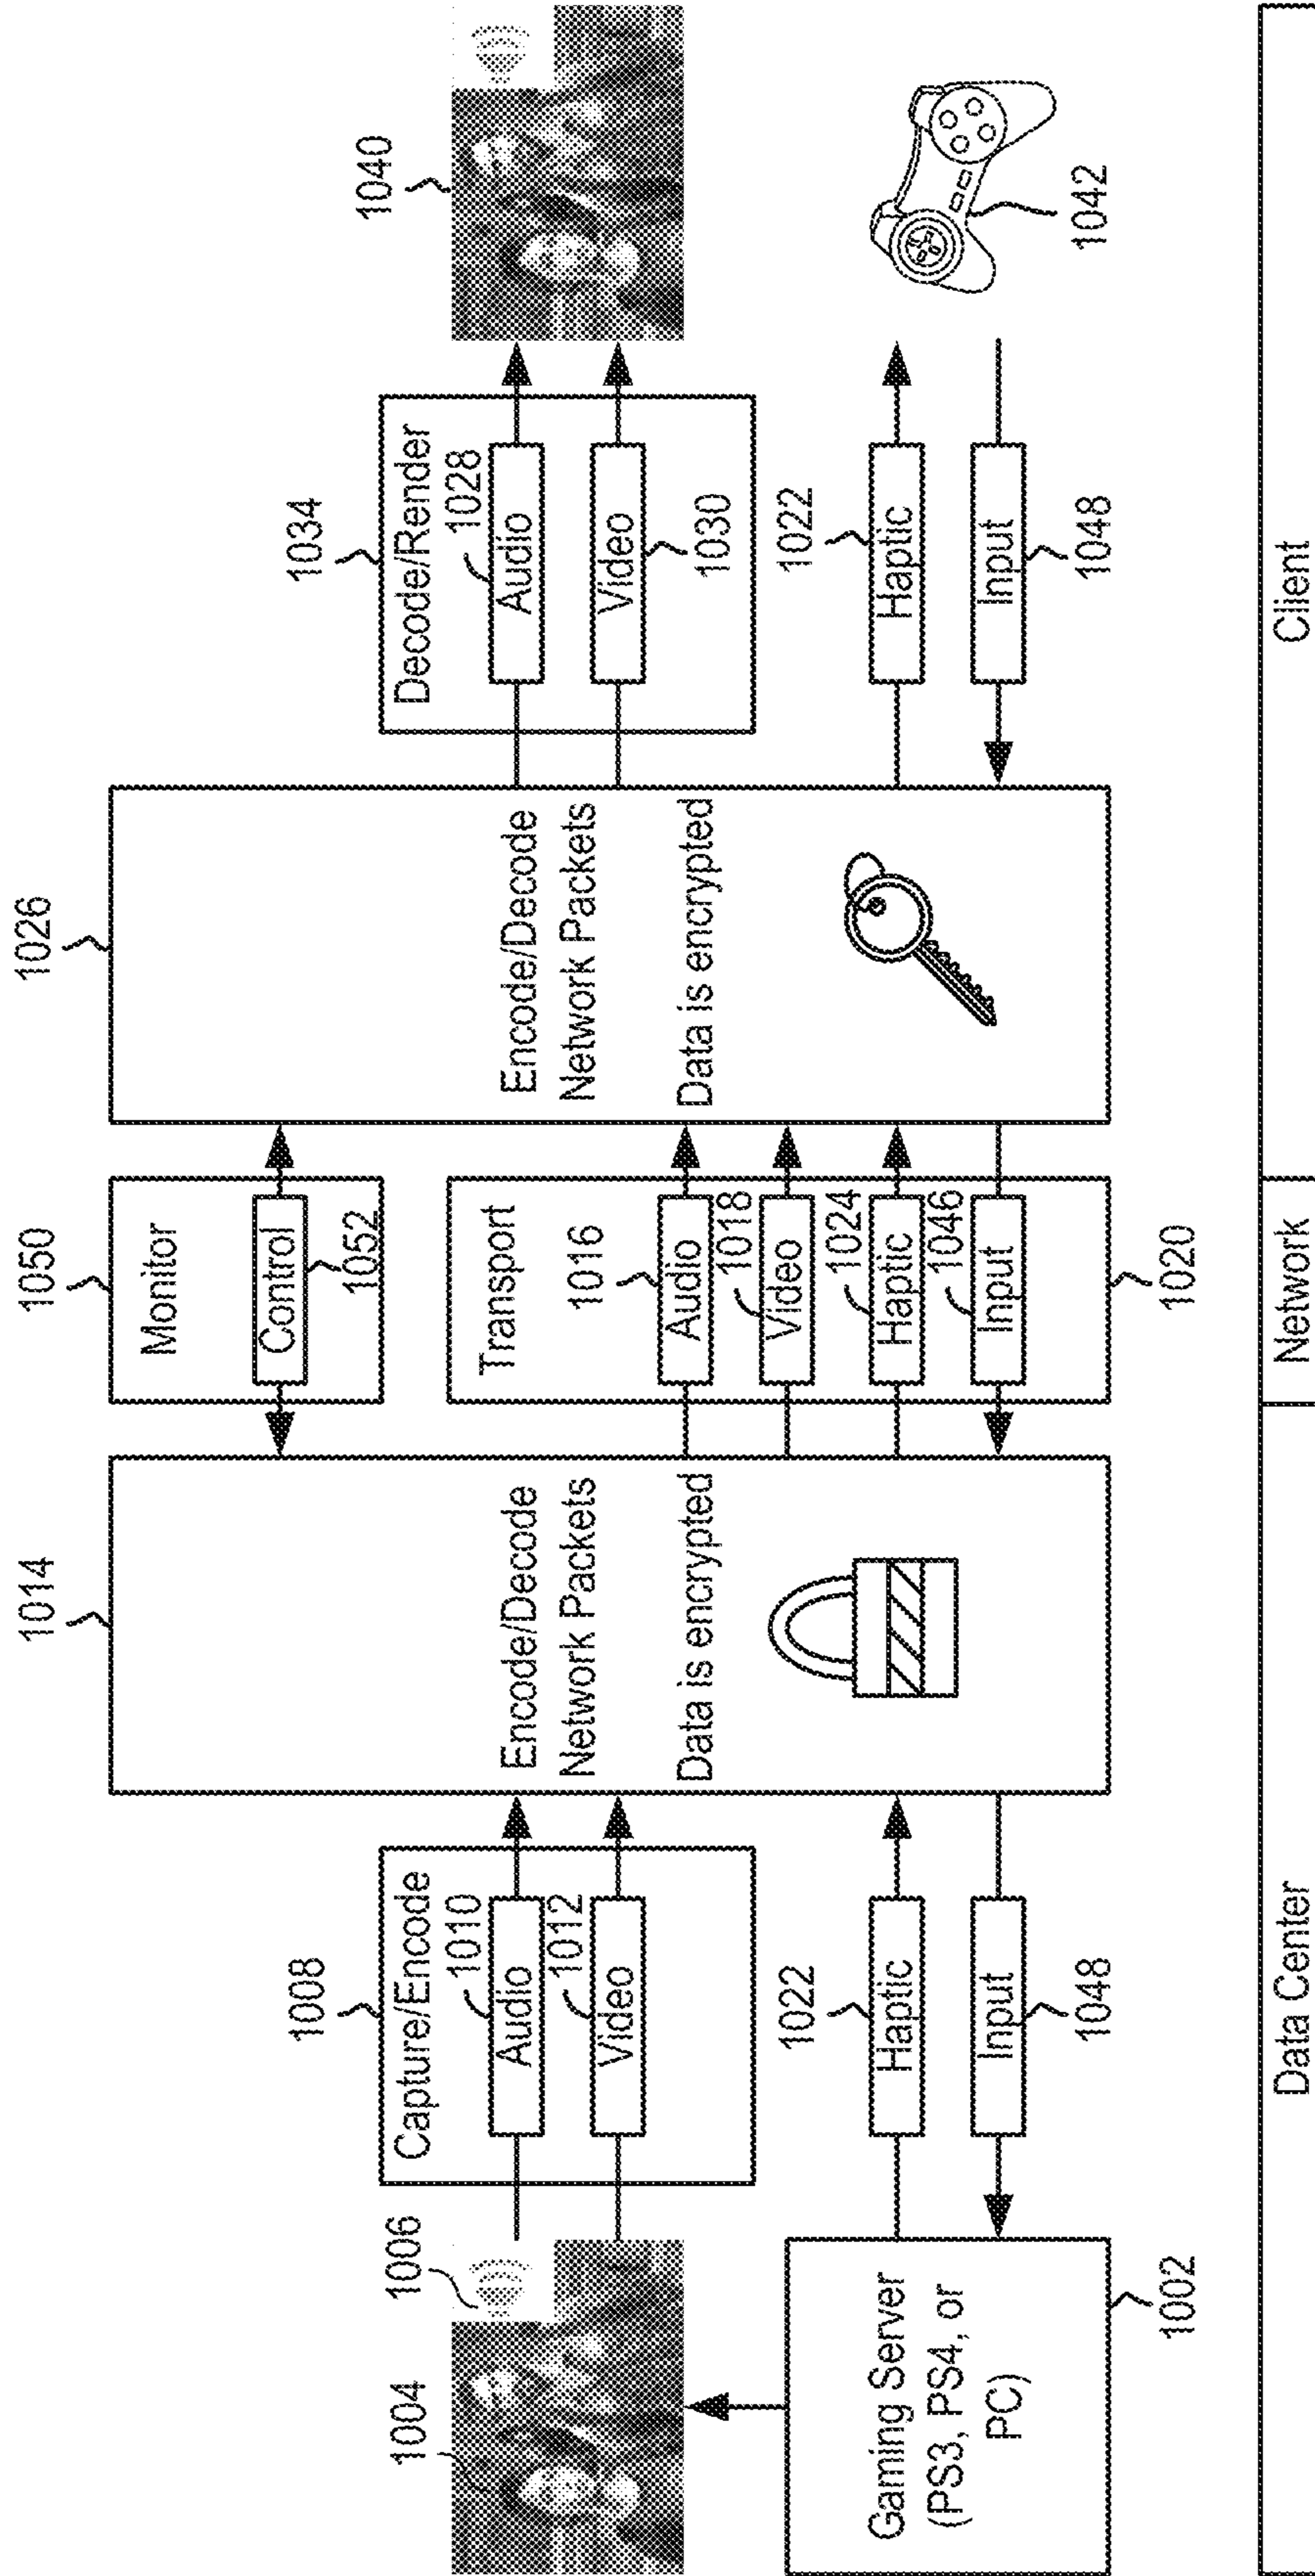 1014
1050
1026
1008
Capture/Encode
1010
Audio
1012
Video
1004
1006
Encode/Decode
Network Packets
Data is encrypted
Monitor
Control
1052
Transport
1016
Audio
1018
Video
1024
Haptic
1046
Input
1020
Encode/Decode
Network Packets
Data is encrypted
1034
Decode/Render
1028
Audio
Video
1030
1040
Gaming Server
(PS3, PS4, or
PC)
1002
1022
Haptic
Input
1048
1022
Haptic
Input
1048
1042
Data Center
Network
Client